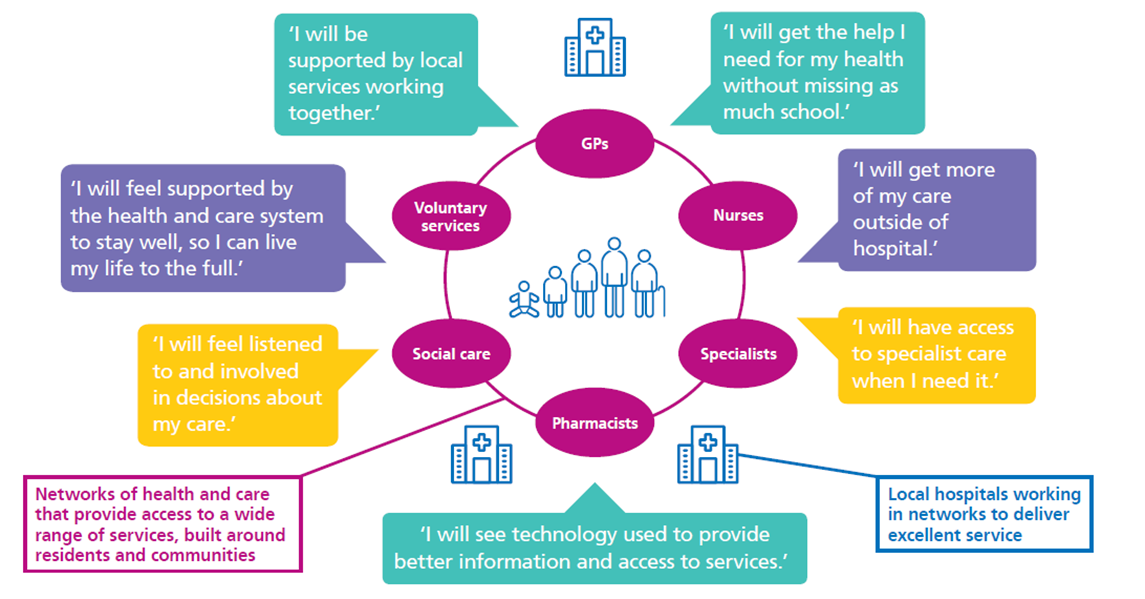 ‘I will be
supported by local
services working
together.’
‘I will get the help I
need for my health
without missing as
much school.’
GPs
‘I will feel supported by
the health and care system
to stay well, so I can live
my life to the full.’
Voluntary
services
Nurses
‘I will get more
of my care
outside of
hospital.’
‘I will feel listened
to and involved
in decisions about
my care.’
Social care
Specialists
‘I will have access
to specialist care
when I need it.’
Pharmacists
Networks of health and care
that provide access to a wide
range of services, built around
residents and communities
‘I will see technology used to provide
better information and access to services.’
Local hospitals working
in networks to deliver
excellent service